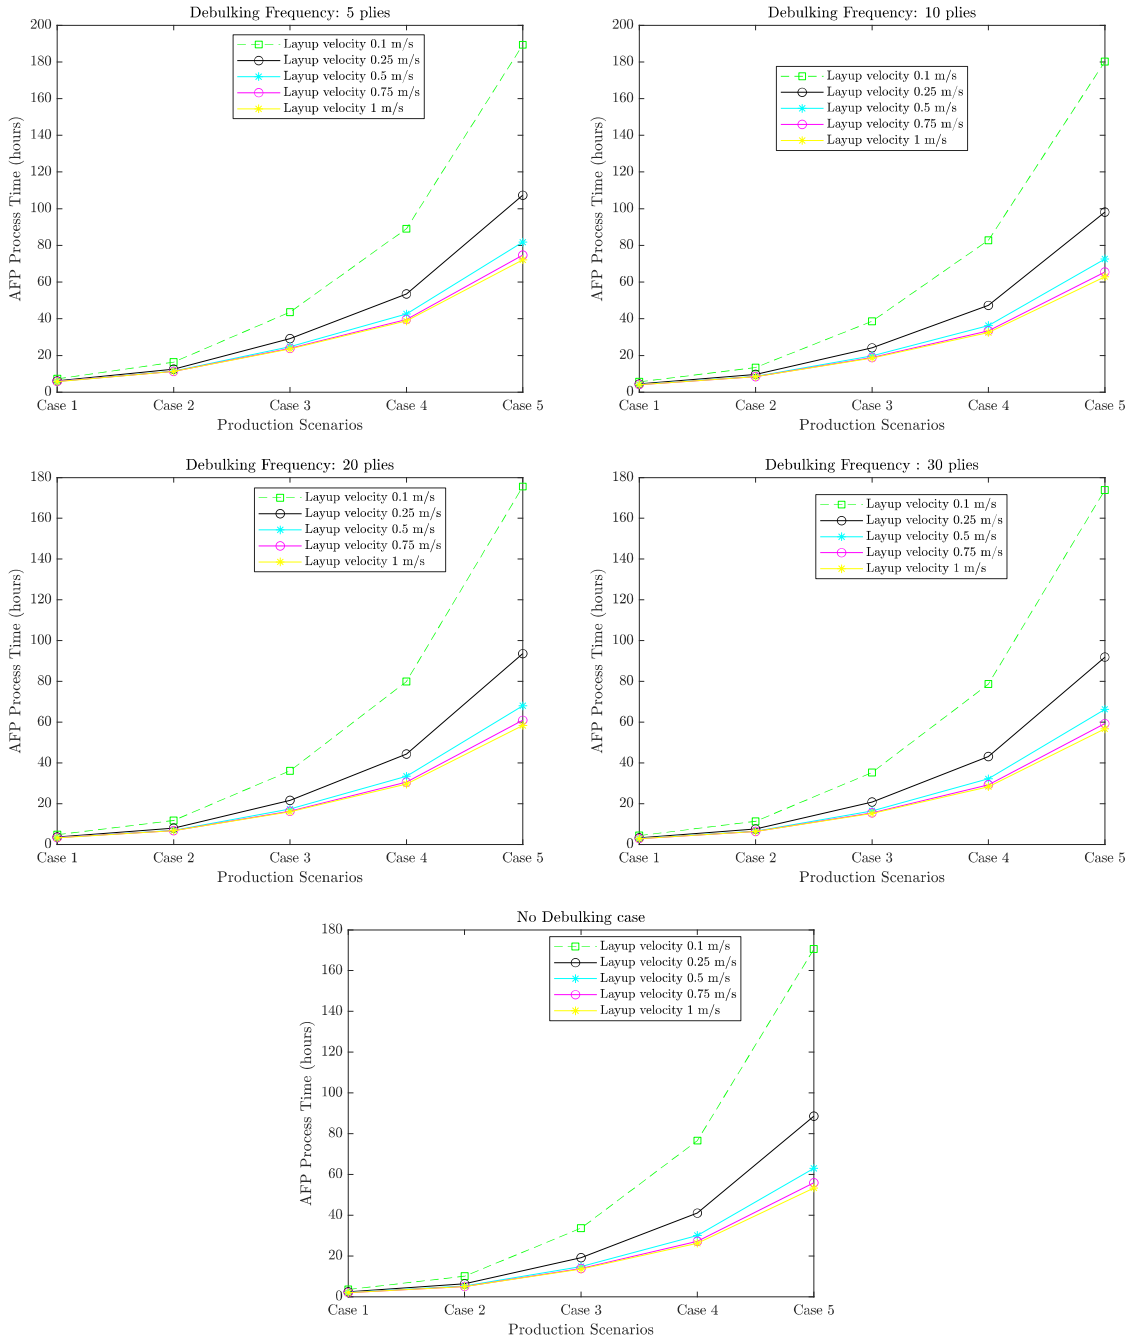 Debulking Frequency: 5 plies
200
180
160
140
120
100
80
60
40
20
0
AFP Process Time (hours)
Layup velocity 0.1 m/s
Layup velocity 0.25 m/s
Layup velocity 0.5 m/s
Layup velocity 0.75 m/s
Layup velocity 1 m/s
Case 1 Case 2 Case 3 Case 4 Case 5
Production Scenarios
Debulking Frequency : 10 plies
200
180
160
140
120
100
80
60
40
20
0
AFP Process Time (hours)
Layup velocity 0.1 m/s
Layup velocity 0.25 m/s
Layup velocity 0.5 m/s
Layup velocity 0.75 m/s
Layup velocity 1 m/s
Case 1 Case 2 Case 3 Case 4 Case 5
Production Scenarios
Debulking Frequency: 20 plies
180
160
140
120
100
80
60
40
20
0
AFP Process Time (hours)
Layup velocity 0.1 m/s
Layup velocity 0.25 m/s
Layup velocity 0.5 m/s
Layup velocity 0.75 m/s
Layup velocity 1 m/s
Case 1 Case 2 Case 3 Case 4 Case 5
Production Scenarios
Debulking Frequency : 30 plies
180
160
140
120
100
80
60
40
20
0
AFP Process Time (hours)
Layup velocity 0.1 m/s
Layup velocity 0.25 m/s
Layup velocity 0.5 m/s
Layup velocity 0.75 m/s
Layup velocity 1 m/s
Case 1 Case 2 Case 3 Case 4 Case 5
Production Scenarios
No Debulking case
180
160
140
120
100
80
60
40
20
0
AFP Process Time (hours)
Layup velocity 0.1 m/s
Layup velocity 0.25 m/s
Layup velocity 0.5 m/s
Layup velocity 0.75 m/s
Layup velocity 1 m/s
Case 1 Case 2 Case 3 Case 4 Case 5
Production Scenarios